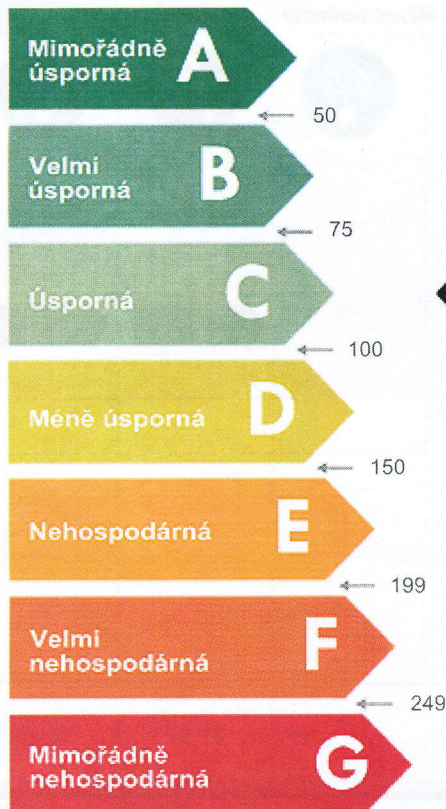 Mimořádně
úsporná
A
50
Velmi
úsporná
B
75
Úsporná
C
100
Méně úsporná
D
150
Nehospodárná
E
199
Velmi
nehospodárná
F
249
Mimořádně
nehospodárná
G